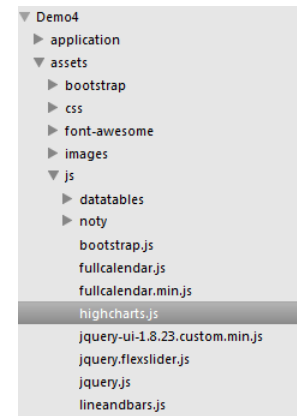 Demo4
application
assets
bootstrap
css
font-awesome
images
js
datatables
noty
bootstrap.js
fullcalendar.js
fullcalendar.min.js
highcharts.js
jquery-ui-1.8.23.custom.min.js
jquery.flexslider.js
jquery.js
lineandbars.js